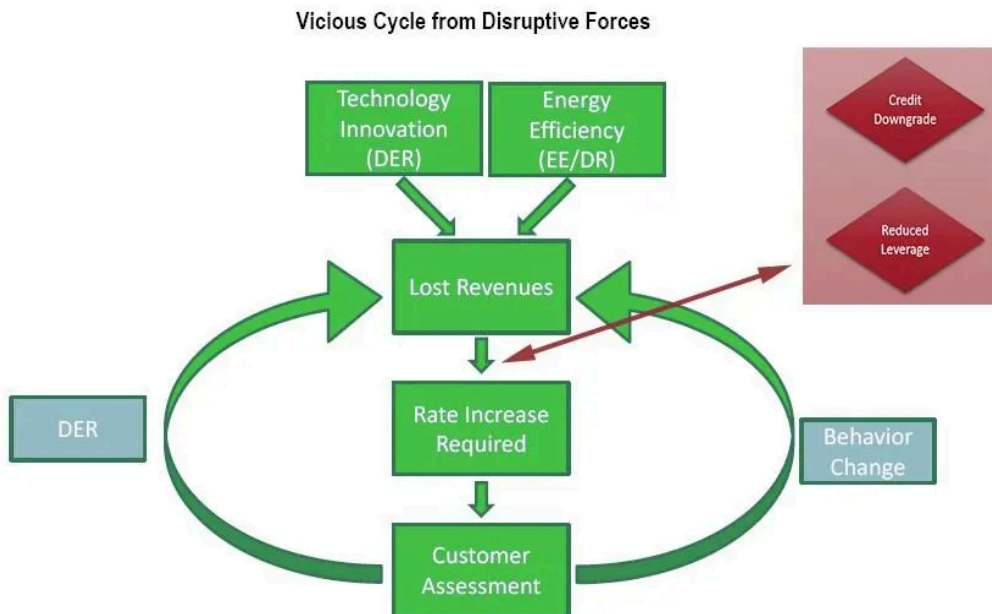 Vicious Cycle from Disruptive Forces
Technology
Innovation
(DER)
Energy
Efficiency
(EE/DR)
Credit
Downgrade
Reduced
Leverage
Lost Revenues
Rate Increase
Required
DER
Behavior
Change
Customer
Assessment